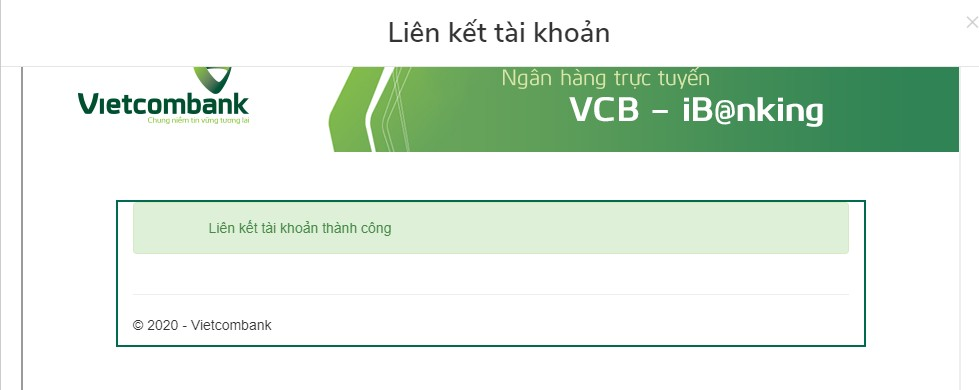 Liên kết tài khoản
×
Vietcombank
Chung niềm tin vững tương lai
Ngân hàng trực tuyến
VCB – iB@nking
Liên kết tài khoản thành công
© 2020 - Vietcombank